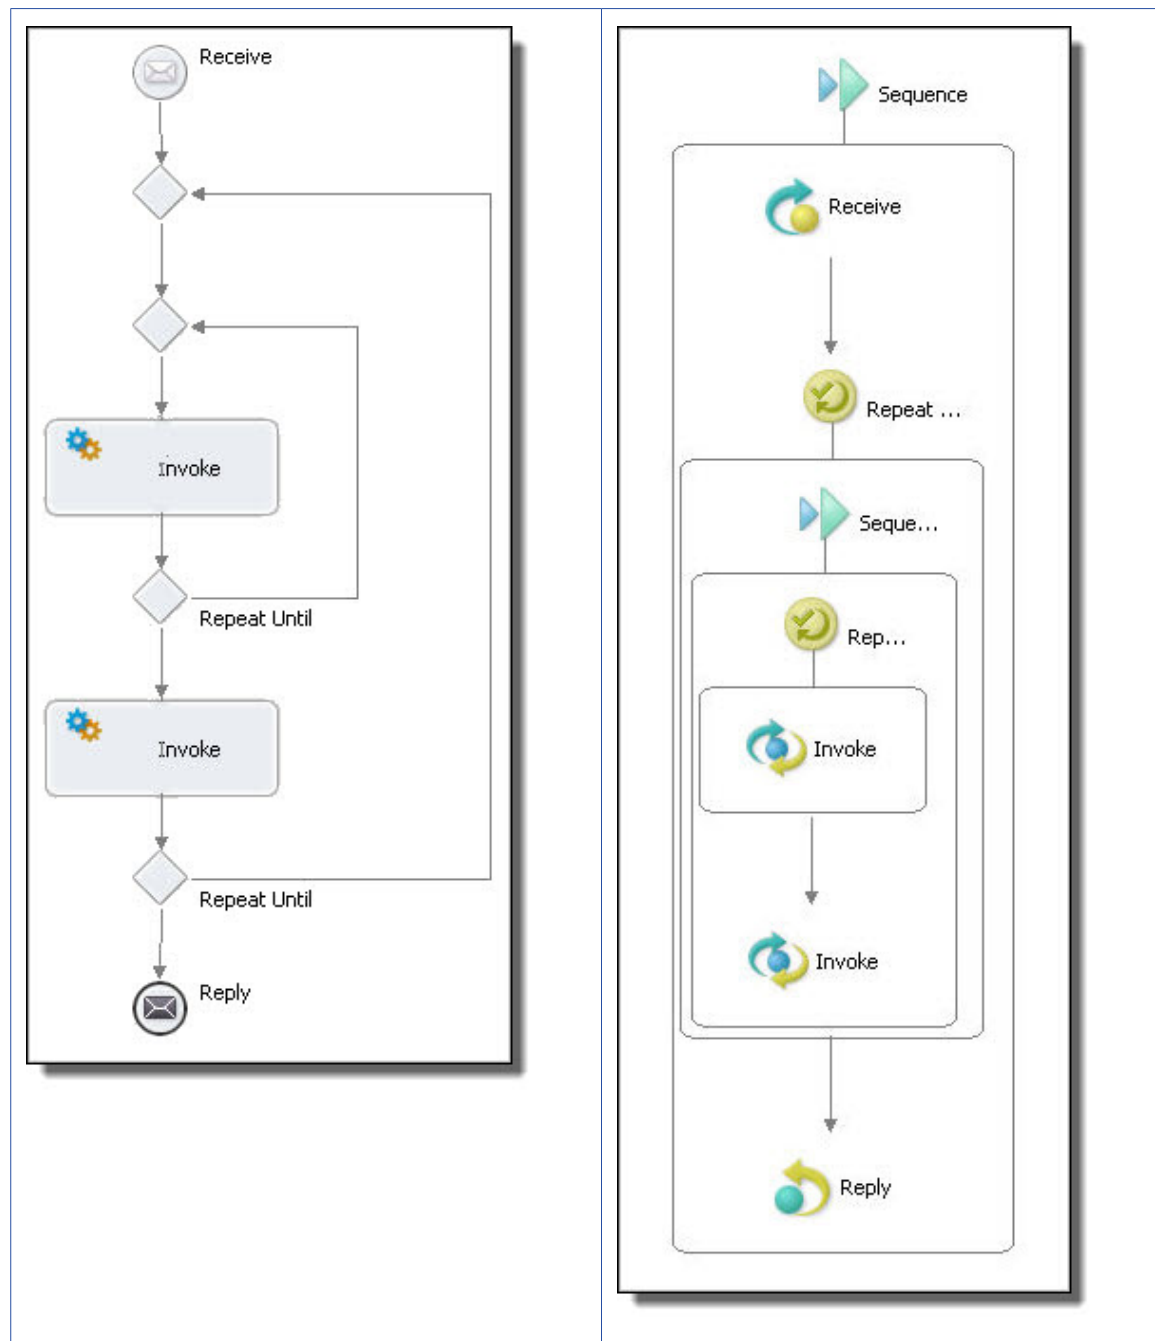 Receive
Invoke
Repeat Until
Invoke
Repeat Until
Reply
Sequence
Receive
Repeat ...
Seque...
Rep...
Invoke
Invoke
Reply